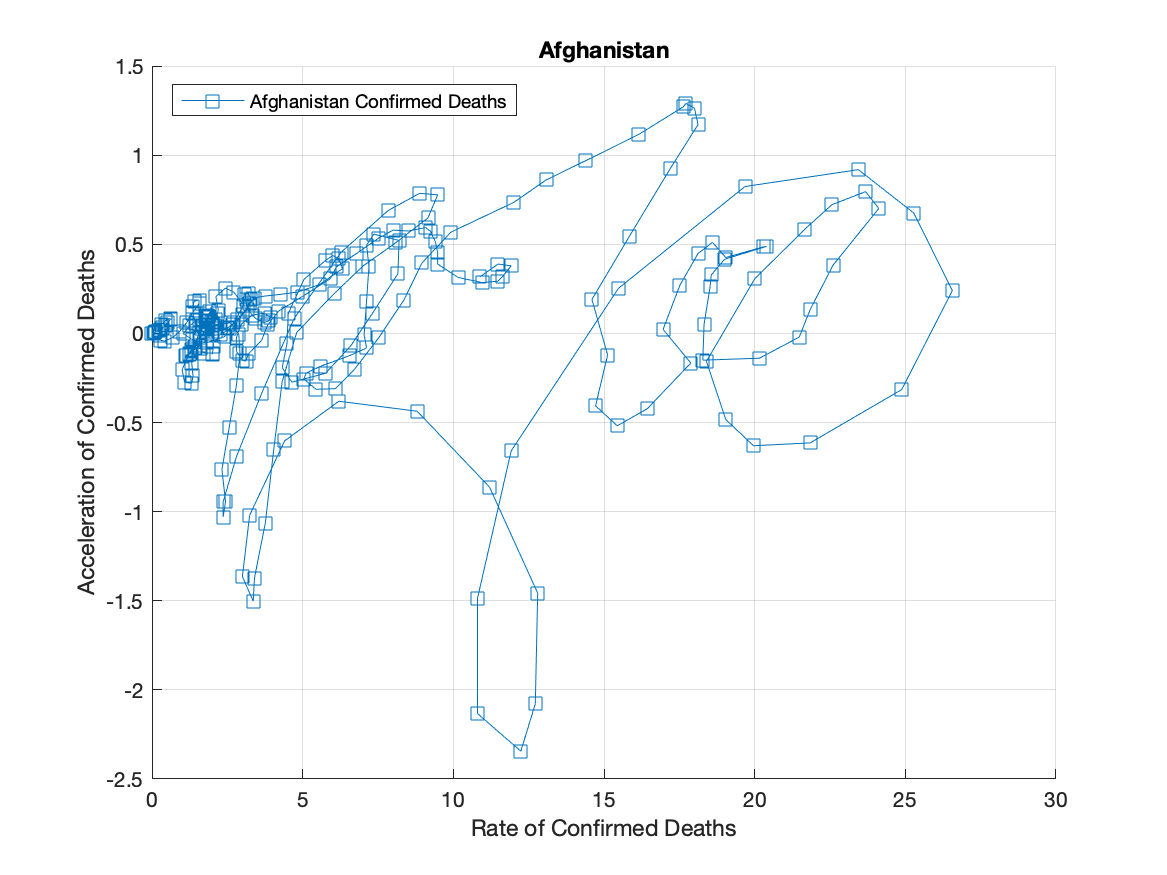 Afghanistan
Afghanistan Confirmed Deaths
1.5
1
0.5
0
-0.5
-1
-1.5
-2
-2.5
0 5 10 15 20 25 30
Acceleration of Confirmed Deaths
Rate of Confirmed Deaths